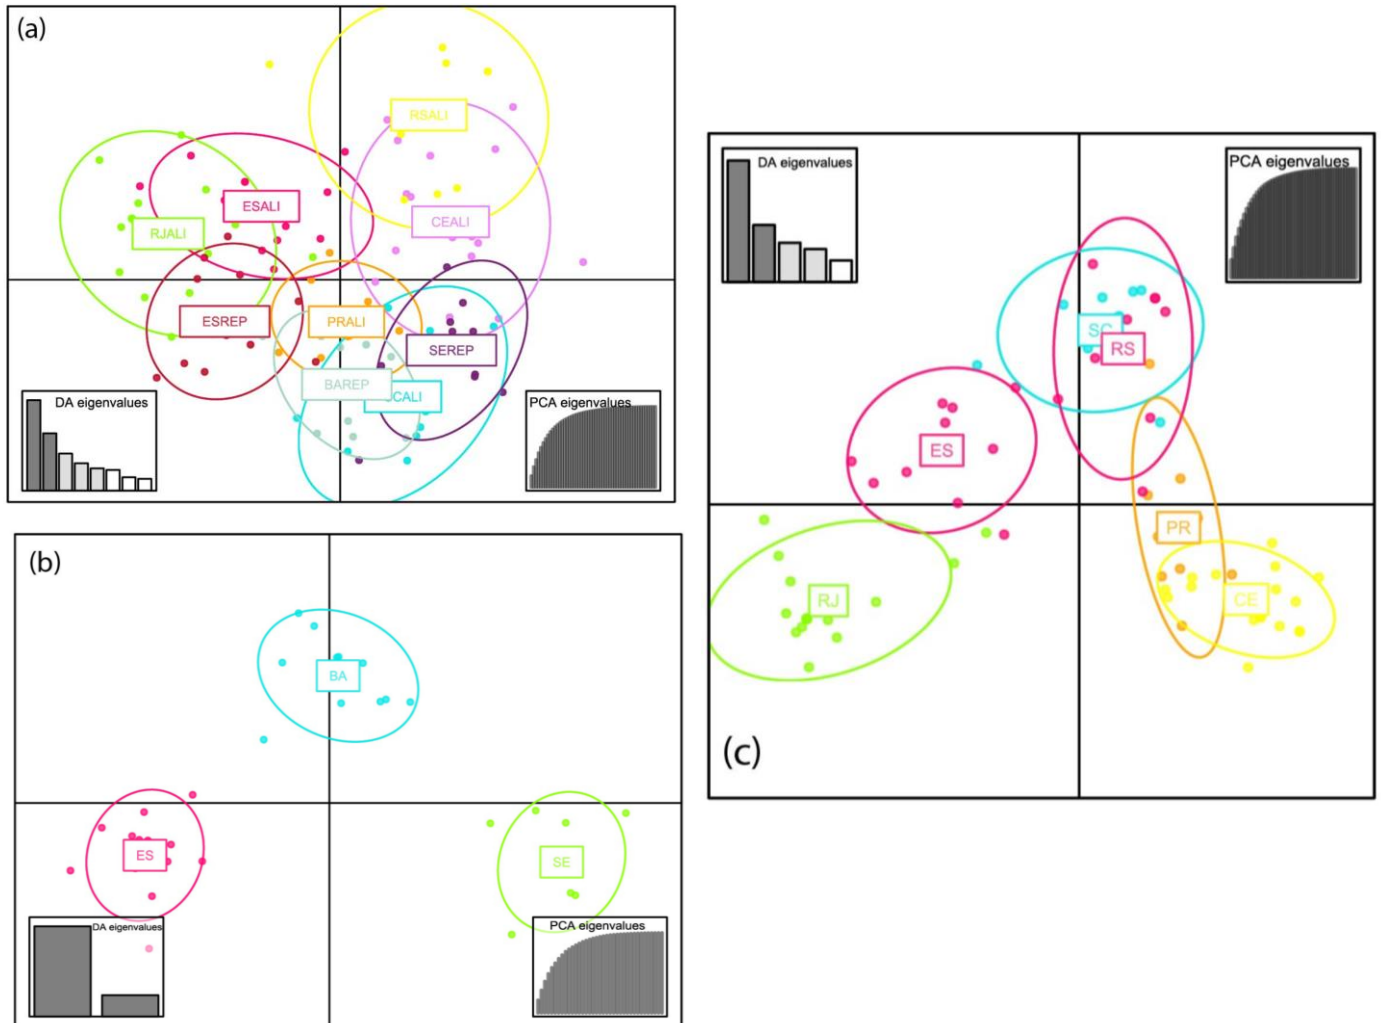 (a)
RSALI
ESALI
CEALI
RJALI
ESREP
PRALI
SEREP
BAREP
CALI
DA eigenvalues
PCA eigenvalues
(b)
BA
ES
SE
DA eigenvalues
PCA eigenvalues
DA eigenvalues
PCA eigenvalues
SC
RS
ES
PR
RJ
CE
(c)